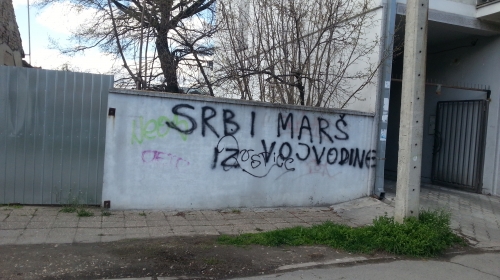 SRBI MARŠ
IZ VOJVODINE